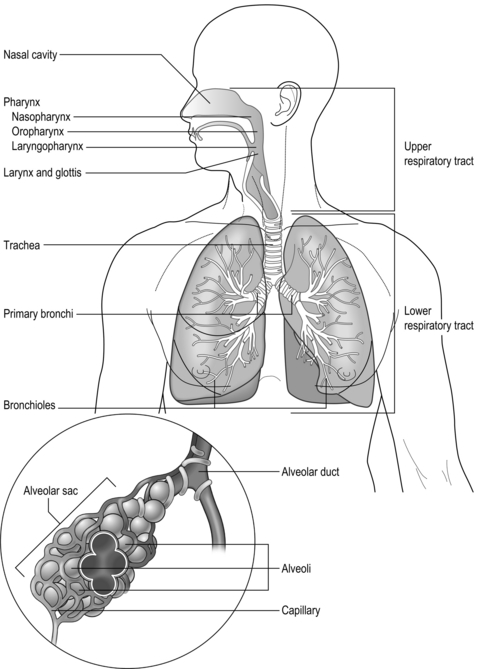 Nasal cavity
Pharynx
Nasopharynx
Oropharynx
Laryngopharynx
Larynx and glottis
Upper
respiratory tract
Trachea
Primary bronchi
Lower
respiratory tract
Bronchioles
Alveolar duct
Alveolar sac
Alveoli
Capillary